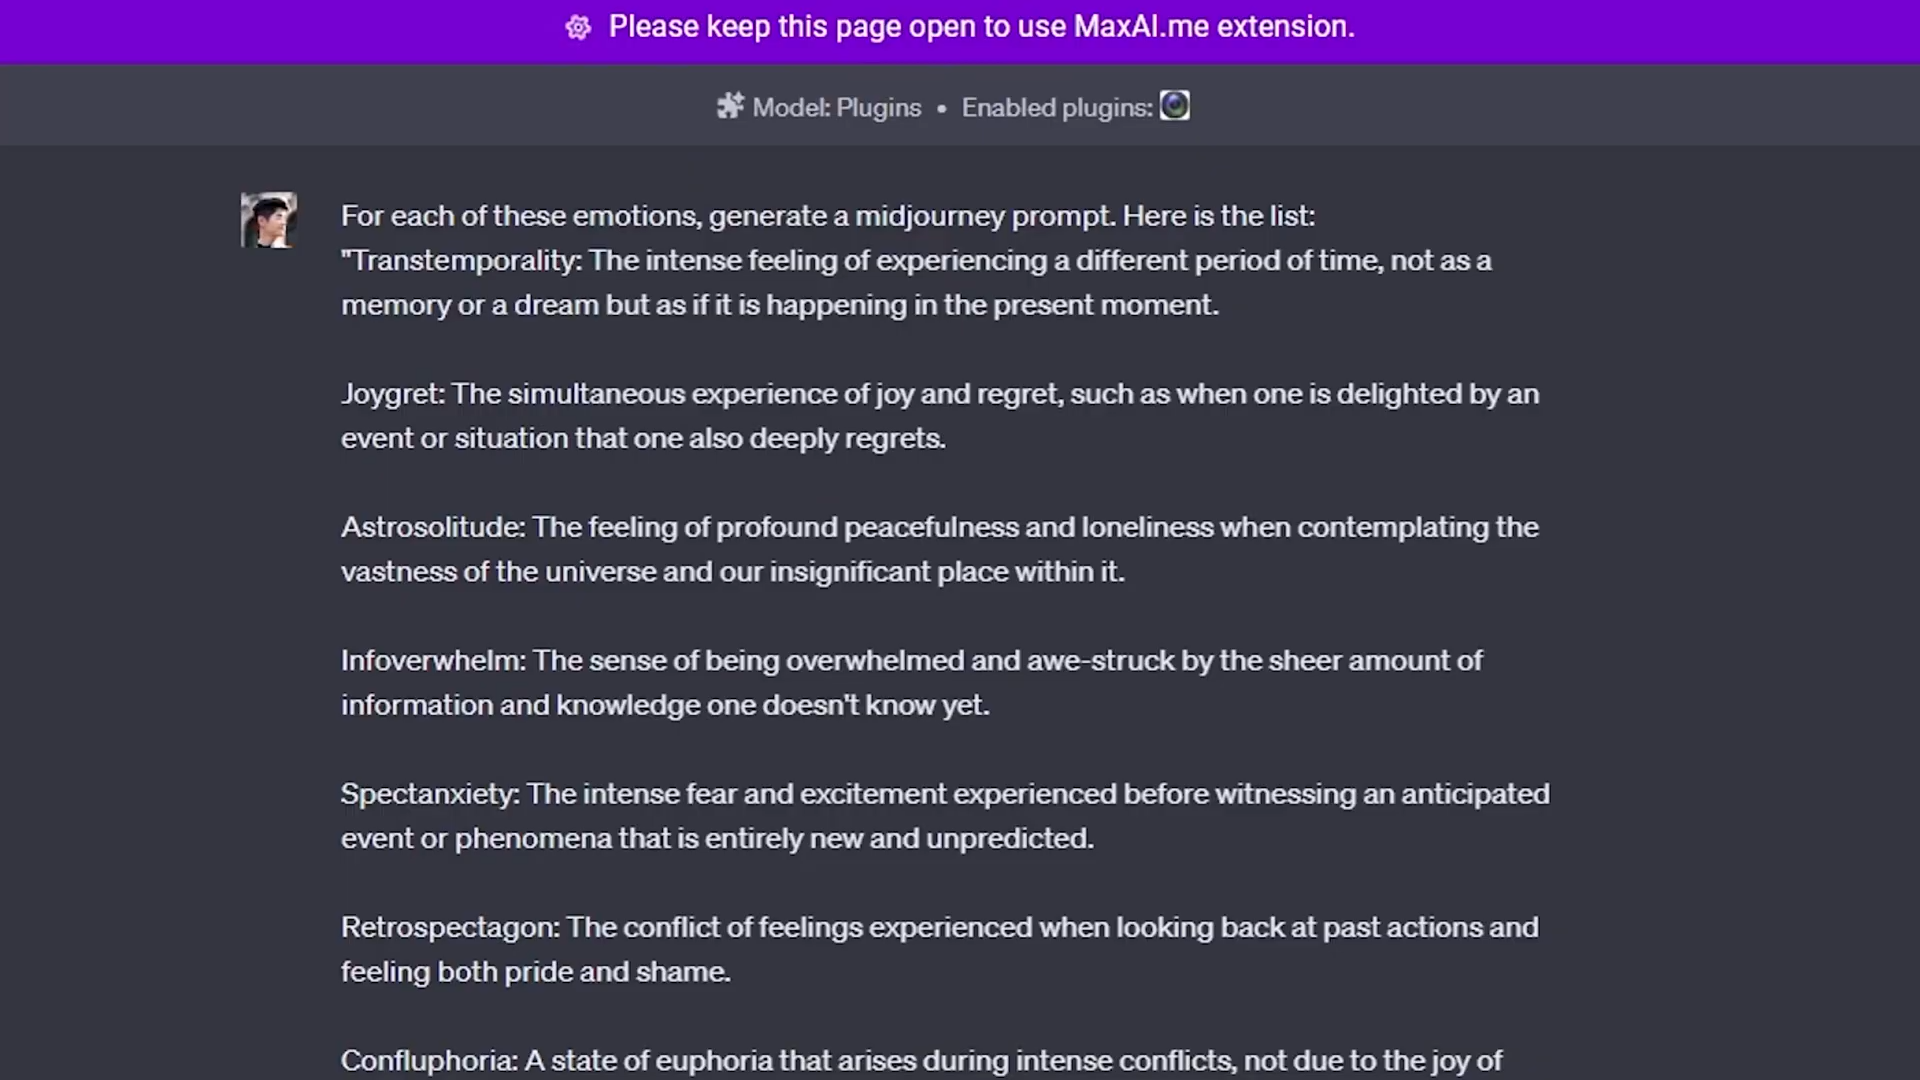 Please keep this page open to use MaxAI.me extension.
Model: Plugins • Enabled plugins:
For each of these emotions, generate a midjourney prompt. Here is the list:
"Transtemporality: The intense feeling of experiencing a different period of time, not as a
memory or a dream but as if it is happening in the present moment.
Joygret: The simultaneous experience of joy and regret, such as when one is delighted by an
event or situation that one also deeply regrets.
Astrosolitude: The feeling of profound peacefulness and loneliness when contemplating the
vastness of the universe and our insignificant place within it.
Infoverwhelm: The sense of being overwhelmed and awe-struck by the sheer amount of
information and knowledge one doesn't know yet.
Spectanxiety: The intense fear and excitement experienced before witnessing an anticipated
event or phenomena that is entirely new and unpredicted.
Retrospectagon: The conflict of feelings experienced when looking back at past actions and
feeling both pride and shame.
Confluphoria: A state of euphoria that arises during intense conflicts, not due to the joy of